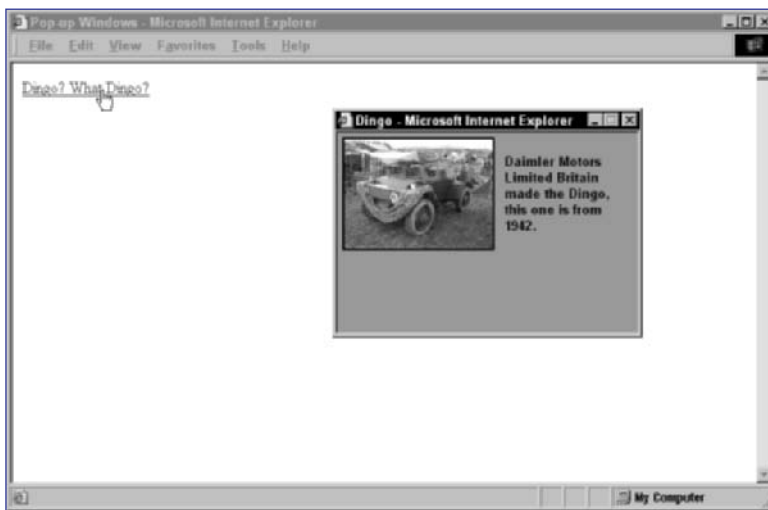 Pop-up Windows - Microsoft Internet Explorer
File Edit View Favorites Tools Help
Dingo? What Dingo?
Dingo - Microsoft Internet Explorer
Daimler Motors
Limited Britain
made the Dingo,
this one is from
1942.
My Computer